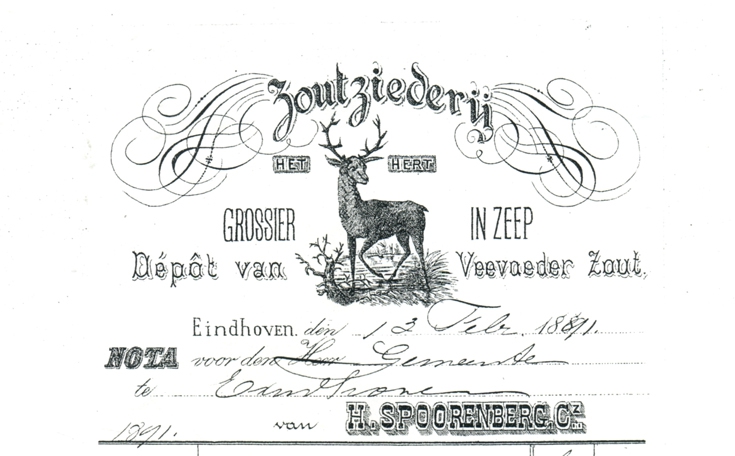 Zoutziederij
HET HERT
GROSSIER IN ZEEP
Dépôt van Veevoeder Zout.
Eindhoven, den 13 Febr. 1891.
NOTA voor den Heer Gemeente
te Eindhoven
van H. SPOORENBERG, Cz.
1891.